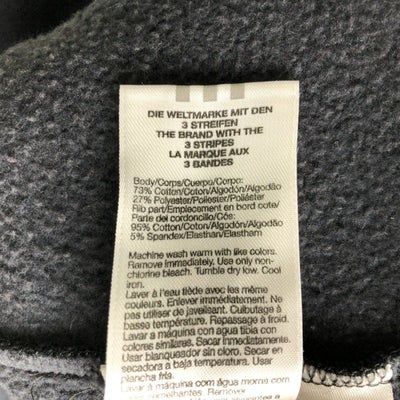 DIE WELTMARKE MIT DEN
3 STREIFEN
THE BRAND WITH THE
3 STRIPES
LA MARQUE AUX
3 BANDES
Body/Corps/Cuerpo/Corpo:
73% Cotton/Coton/Algodón/Algodão
27% Polyester/Poliester/Poliéster
Rib part/Emplacement en bord cote/
Parte del cordoncillo/Cós:
95% Cotton/Coton/Algodón/Algodão
5% Spandex/Elasthan/Elastham
Machine wash warm with like colors.
Remove immediately. Use only non-
chlorine bleach. Tumble dry low. Cool
iron.
Laver à l'eau tiède avec les même
couleurs. Enlever immédiatement. Ne
pas utiliser de javelisant. Culbutage à
basse température. Repassage à froid.
Lavar a máquina con agua tibia con
colores similares. Sacar inmediatamente.
Usar blanqueador sin cloro. Secar en
secadora a baja temperatura. Usar
plancha fría.
Lavar à máquina com água morna com
Remover